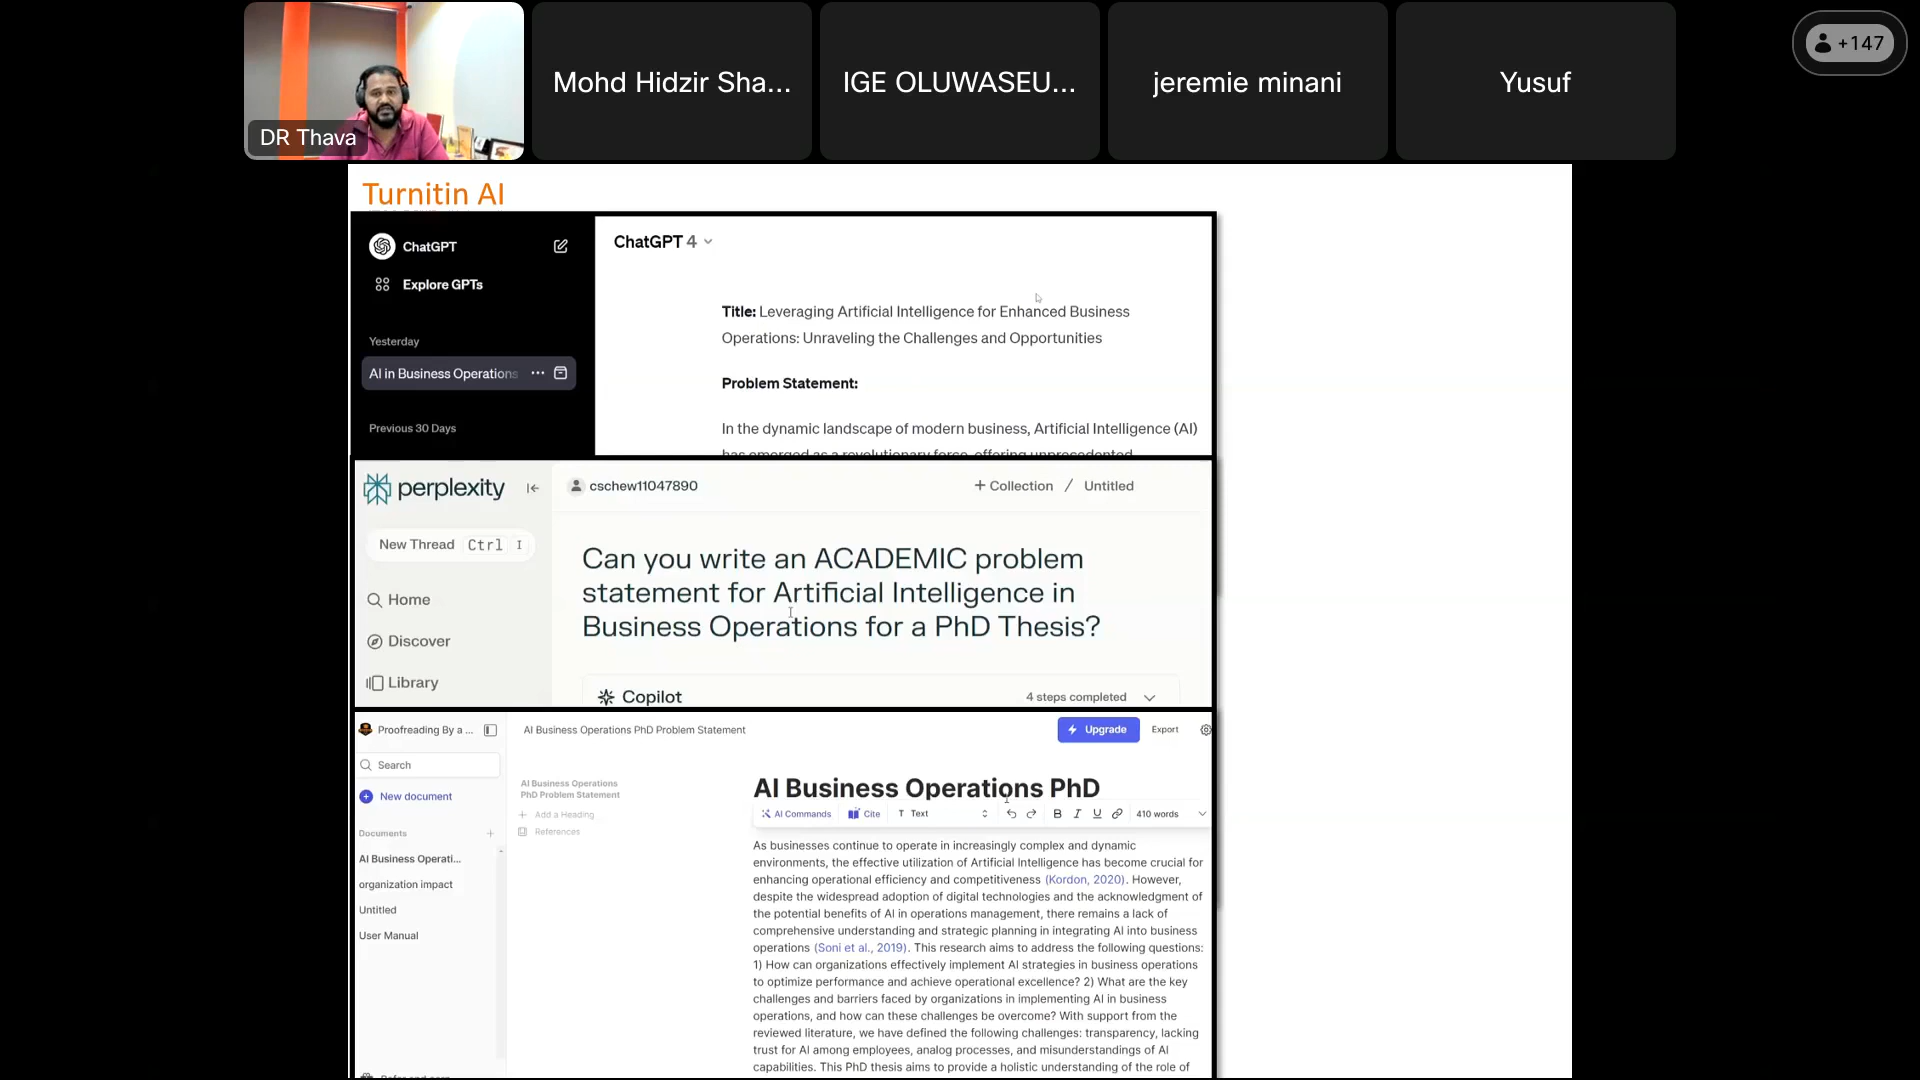 Mohd Hidzir Sha...
IGE OLUWASEU...
jeremie minani
Yusuf
+147
DR Thava
Turnitin AI
ChatGPT
Explore GPTs
Yesterday
AI in Business Operations
Previous 30 Days
ChatGPT 4
Title: Leveraging Artificial Intelligence for Enhanced Business
Operations: Unraveling the Challenges and Opportunities
Problem Statement:
In the dynamic landscape of modern business, Artificial Intelligence (AI)
has emerged as a revolutionary force, offering unprecedented
perplexity
New Thread Ctrl I
Home
Discover
Library
cschew11047890
+ Collection / Untitled
Can you write an ACADEMIC problem
statement for Artificial Intelligence in
Business Operations for a PhD Thesis?
Copilot
4 steps completed
Proofreading By a ...
Search
New document
Documents
AI Business Operati...
organization impact
Untitled
User Manual
AI Business Operations PhD Problem Statement
Upgrade
Export
AI Business Operations
PhD Problem Statement
Add a Heading
References
AI Business Operations PhD
AI Commands
Cite
T Text
B I U
410 words
As businesses continue to operate in increasingly complex and dynamic
environments, the effective utilization of Artificial Intelligence has become crucial for
enhancing operational efficiency and competitiveness (Kordon, 2020). However,
despite the widespread adoption of digital technologies and the acknowledgment of
the potential benefits of AI in operations management, there remains a lack of
comprehensive understanding and strategic planning in integrating AI into business
operations (Soni et al., 2019). This research aims to address the following questions:
1) How can organizations effectively implement AI strategies in business operations
to optimize performance and achieve operational excellence? 2) What are the key
challenges and barriers faced by organizations in implementing AI in business
operations, and how can these challenges be overcome? With support from the
reviewed literature, we have defined the following challenges: transparency, lacking
trust for AI among employees, analog processes, and misunderstandings of AI
capabilities. This PhD thesis aims to provide a holistic understanding of the role of